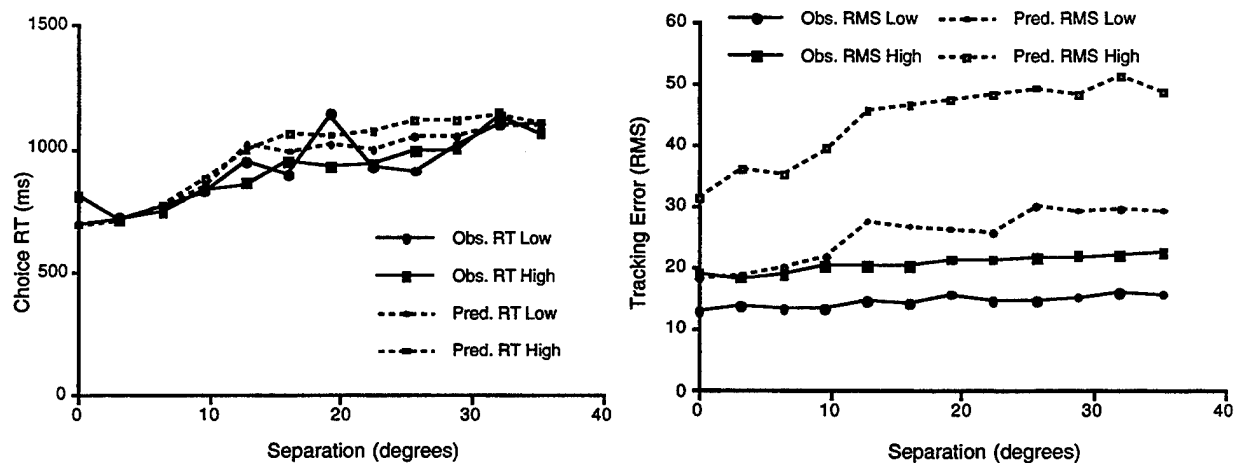 1500
1000
500
0
Choice RT (ms)
Obs. RT Low
Obs. RT High
Pred. RT Low
Pred. RT High
0 10 20 30 40
Separation (degrees)
Obs. RMS Low Pred. RMS Low
Obs. RMS High Pred. RMS High
60
50
40
30
20
10
0
Tracking Error (RMS)
0 10 20 30 40
Separation (degrees)